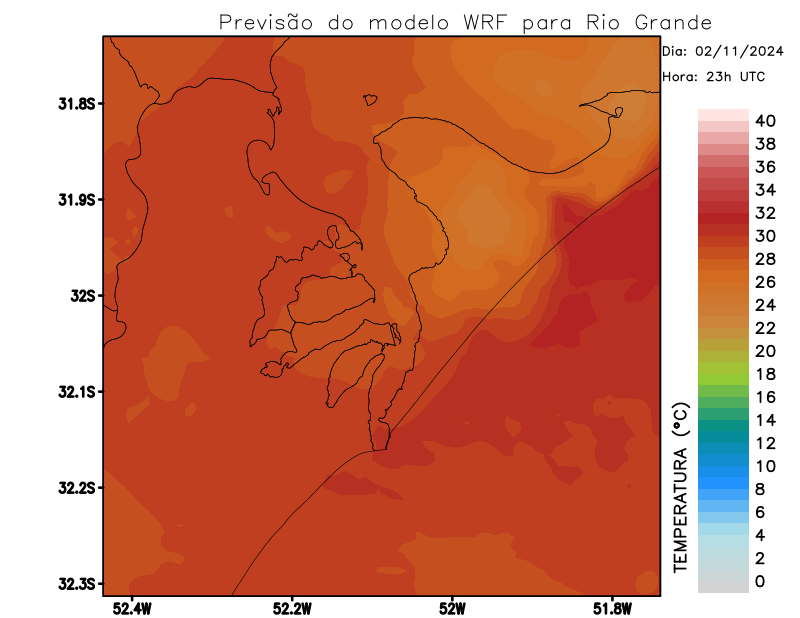 Previsão do modelo WRF para Rio Grande
Dia: 02/11/2024
Hora: 23h UTC
31.8S
31.9S
32S
32.1S
32.2S
32.3S
52.4W
52.2W
52W
51.8W
TEMPERATURA (°C)
40
38
36
34
32
30
28
26
24
22
20
18
16
14
12
10
8
6
4
2
0